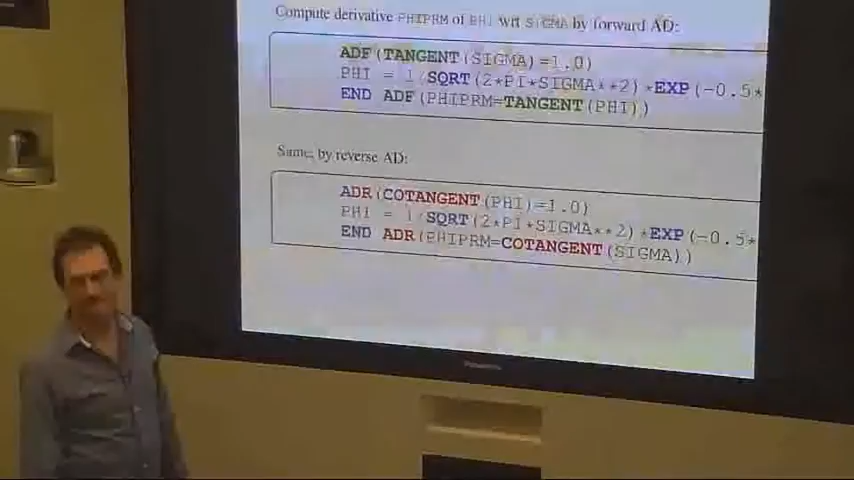 Compute derivative PHIPRM of PHI wrt SIGMA by forward AD:
ADF(TANGENT(SIGMA)=1.0)
PHI = 1/SQRT(2*PI*SIGMA**2)*EXP(-0.5*
END ADF(PHIPRM=TANGENT(PHI))
Same, by reverse AD:
ADR(COTANGENT(PHI)=1.0)
PHI = 1/SQRT(2*PI*SIGMA**2)*EXP(-0.5*
END ADR(PHIPRM=COTANGENT(SIGMA))
Panasonic